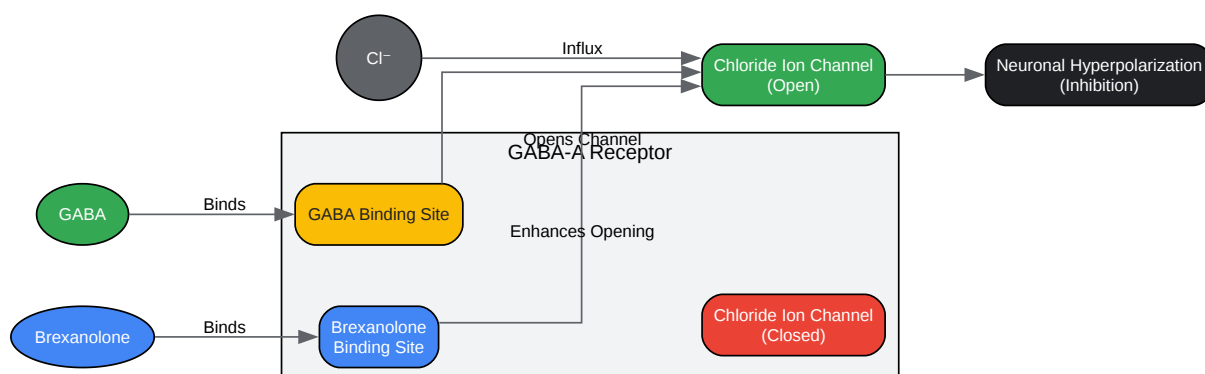 Cl⁻
Influx
Chloride Ion Channel
(Open)
Neuronal Hyperpolarization
(Inhibition)
Opens Channel
GABA-A Receptor
GABA
Binds
GABA Binding Site
Enhances Opening
Brexanolone
Binds
Brexanolone
Binding Site
Chloride Ion Channel
(Closed)